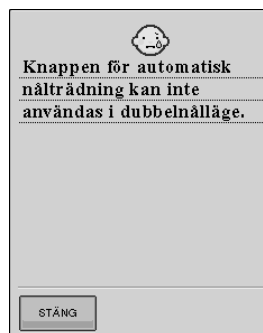 Knappen för automatisk
nålträdning kan inte
användas i dubbelnålläge.
STÄNG